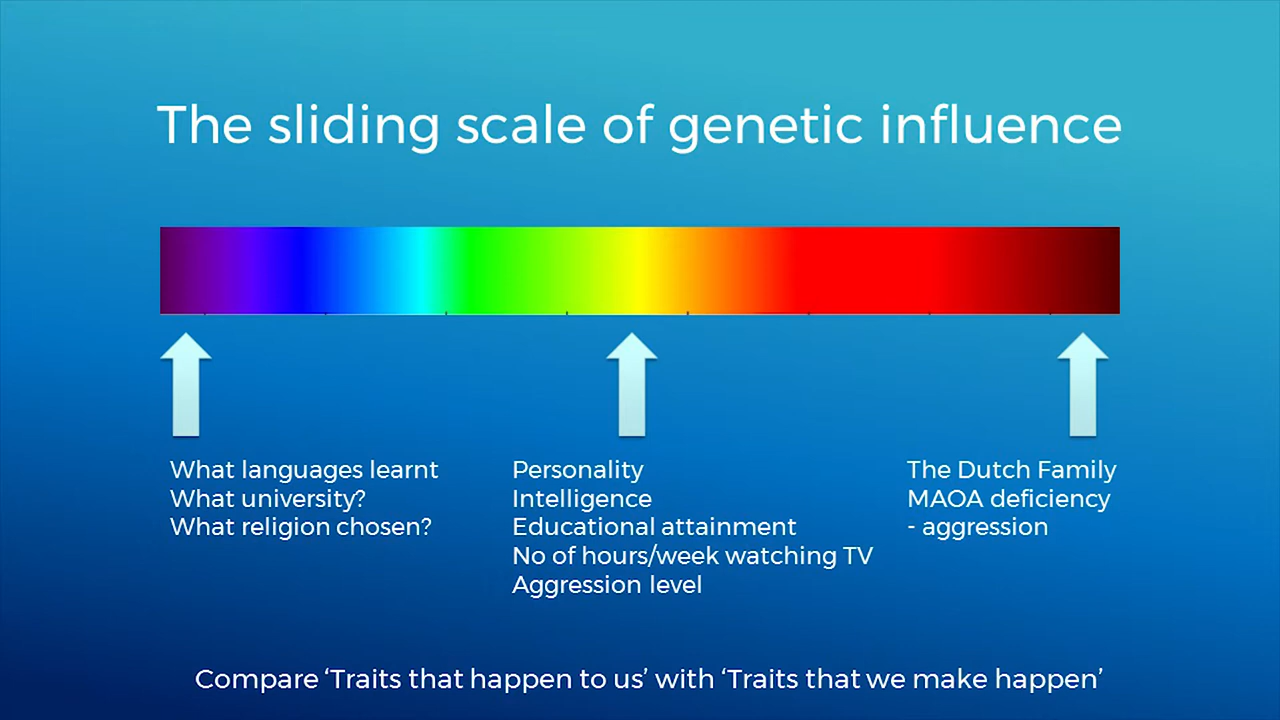 The sliding scale of genetic influence
What languages learnt
What university?
What religion chosen?
Personality
Intelligence
Educational attainment
No of hours/week watching TV
Aggression level
The Dutch Family
MAOA deficiency
- aggression
Compare ‘Traits that happen to us’ with ‘Traits that we make happen’